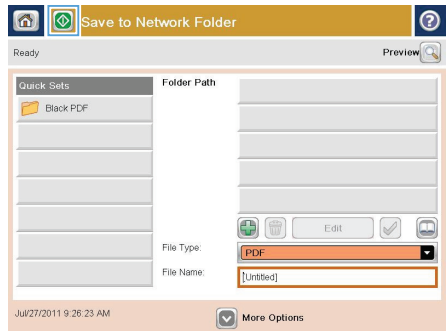 Save to Network Folder
Ready
Preview
Quick Sets
Black PDF
Folder Path
Edit
File Type:
PDF
File Name:
[Untitled]
Jul/27/2011 9:26:23 AM
More Options